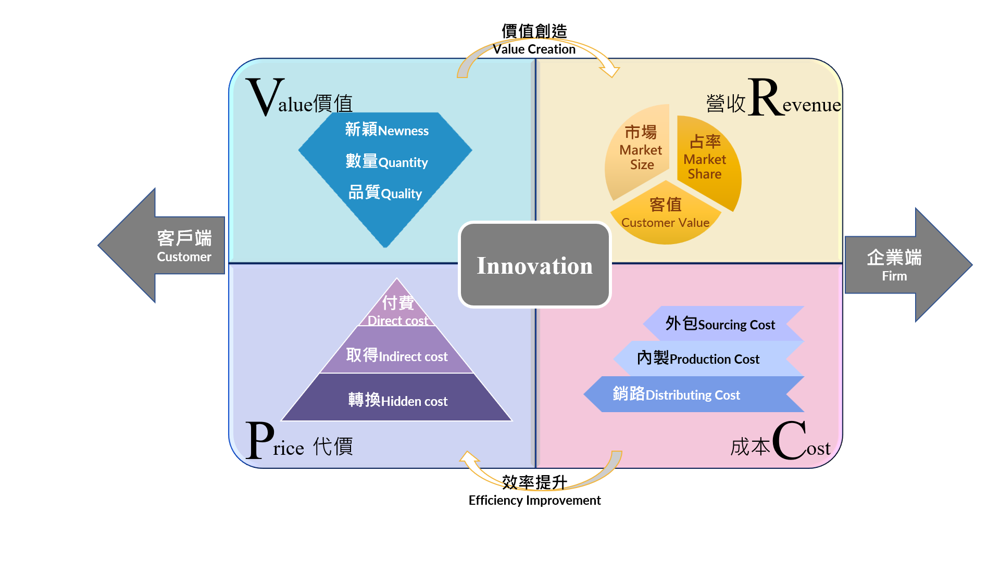 價值創造
Value Creation
Value價值
新穎Newness
數量Quantity
品質Quality
營收Revenue
市場
Market
Size
占率
Market
Share
客值
Customer Value
客戶端
Customer
Innovation
企業端
Firm
付費
Direct cost
取得Indirect cost
轉換Hidden cost
Price 代價
外包Sourcing Cost
內製Production Cost
銷路Distributing Cost
成本Cost
效率提升
Efficiency Improvement